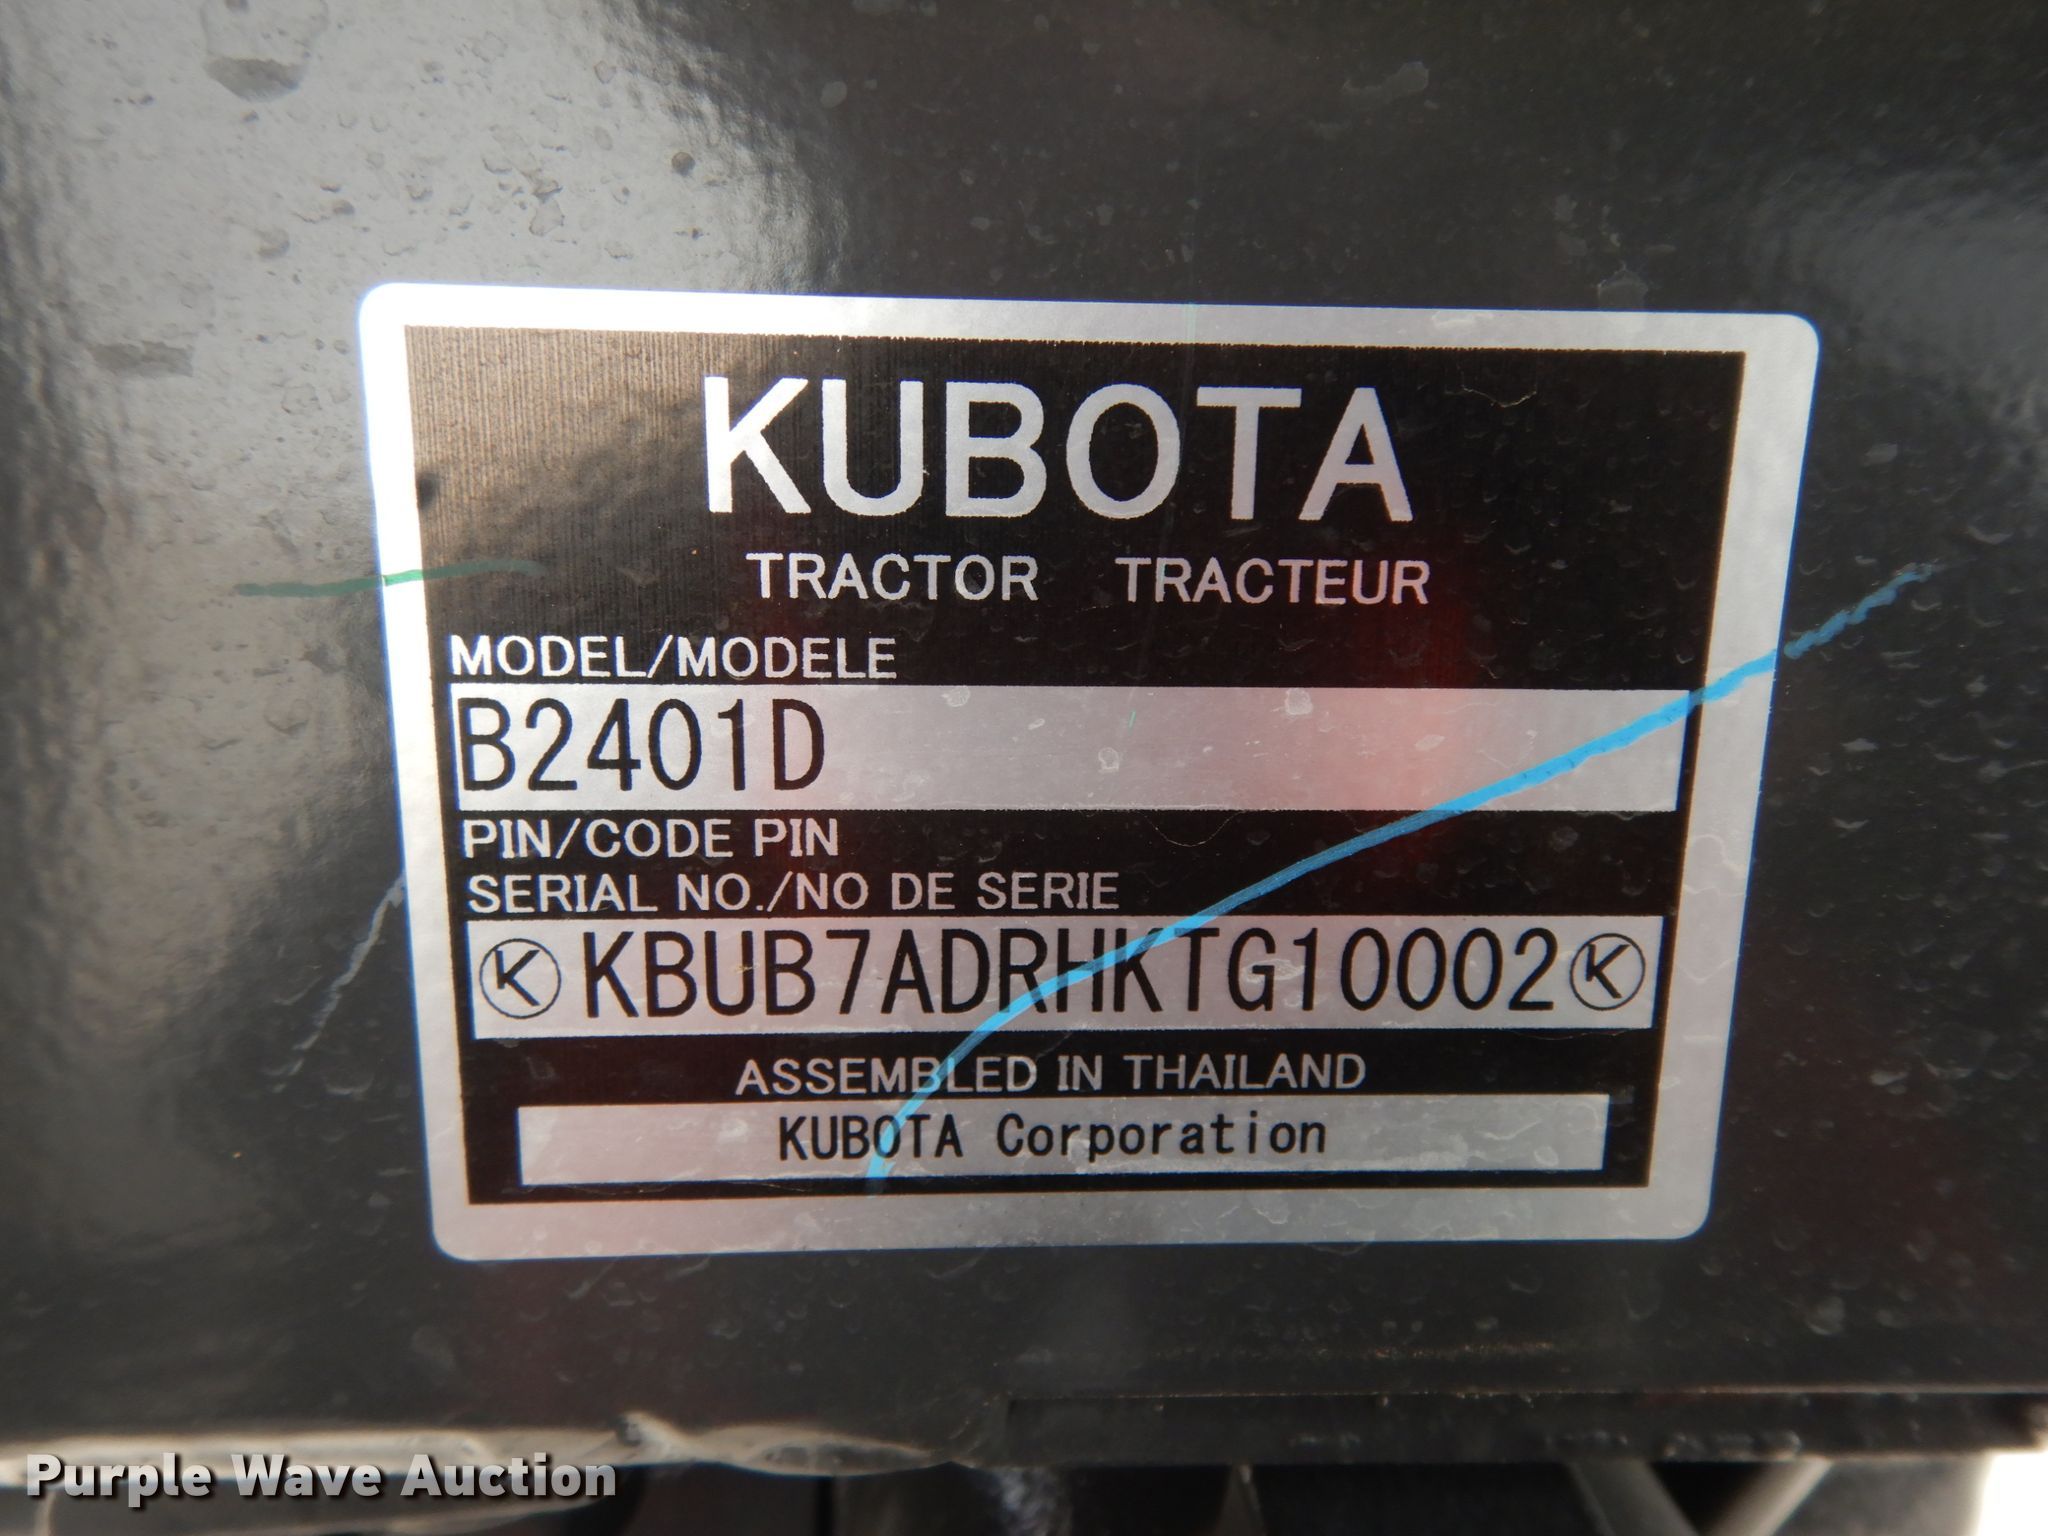 KUBOTA
TRACTOR TRACTEUR
MODEL/MODELE
B2401D
PIN/CODE PIN
SERIAL NO./NO DE SERIE
K KBUB7ADRHKTG10002 K
ASSEMBLED IN THAILAND
KUBOTA Corporation
Purple Wave Auction